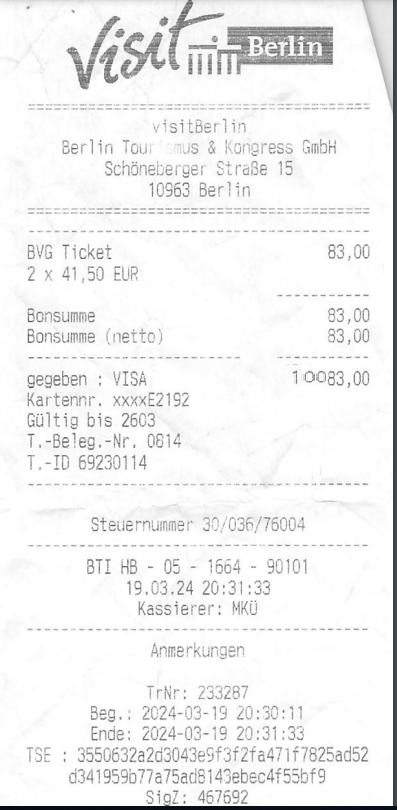 visit Berlin
visitBerlin
Berlin Tourismus & Kongress GmbH
Schöneberger Straße 15
10963 Berlin
BVG Ticket 83,00
2 x 41,50 EUR
Bonsumme 83,00
Bonsumme (netto) 83,00
gegeben : VISA 10083,00
Kartennr. xxxxE2192
Gültig bis 2603
T.-Beleg.-Nr. 0814
T.-ID 69230114
Steuernummer 30/036/76004
BTI HB - 05 - 1664 - 90101
19.03.24 20:31:33
Kassierer: MKÜ
Anmerkungen
TrNr: 233287
Beg.: 2024-03-19 20:30:11
Ende: 2024-03-19 20:31:33
TSE : 3550632a2d3043e9f3f2fa471f7825ad52
d341959b77a75ad8143ebec4f55bf9
SigZ: 467692